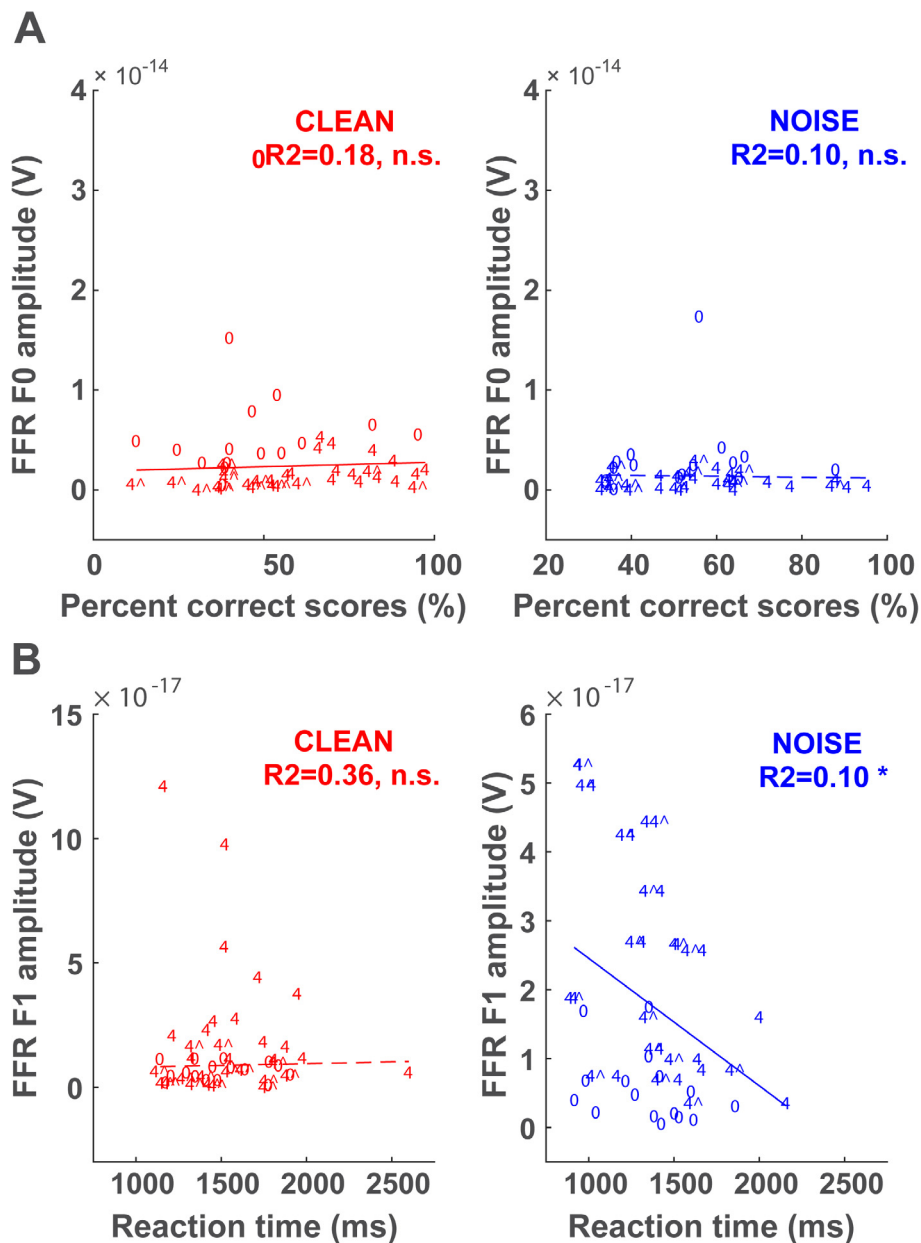 A
× 10-14
4
3
2
1
0
FFR F0 amplitude (V)
CLEAN
0R2=0.18, n.s.
0 50 100
Percent correct scores (%)
× 10-14
4
3
2
1
0
FFR F0 amplitude (V)
NOISE
R2=0.10, n.s.
20 40 60 80 100
Percent correct scores (%)
B
× 10-17
15
10
5
0
FFR F1 amplitude (V)
CLEAN
R2=0.36, n.s.
1000 1500 2000 2500
Reaction time (ms)
× 10-17
6
5
4
3
2
1
0
FFR F1 amplitude (V)
NOISE
R2=0.10 *
1000 1500 2000 2500
Reaction time (ms)